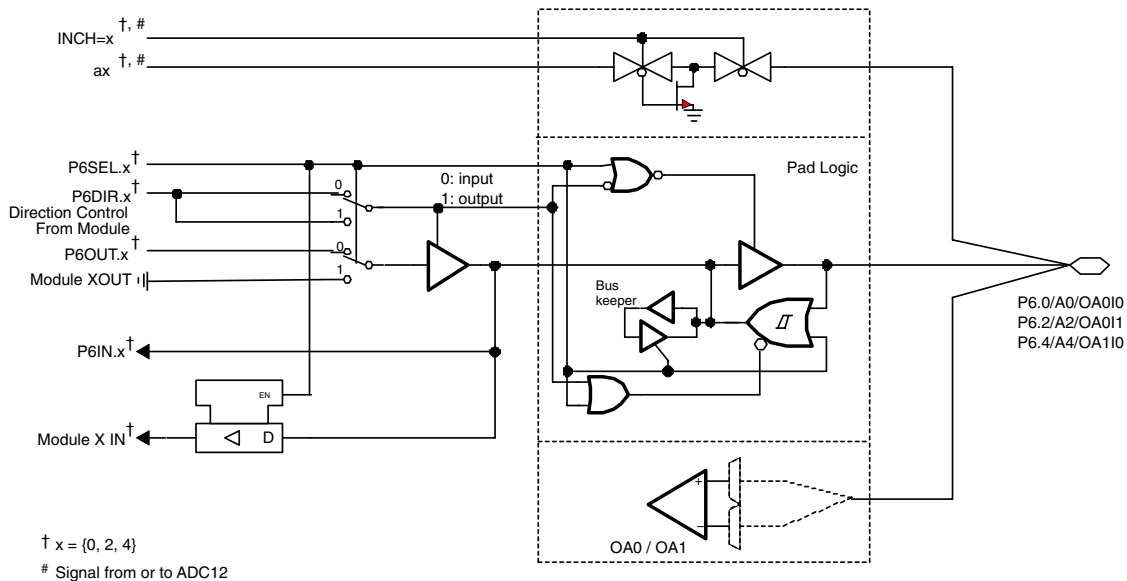 INCH=x †, #
ax †, #
P6SEL.x †
P6DIR.x †
Direction Control
From Module
P6OUT.x †
Module XOUT
P6IN.x †
Module X IN †
0
1
0
1
0: input
1: output
EN
D
Pad Logic
Bus
keeper
+
−
OA0 / OA1
P6.0/A0/OA0I0
P6.2/A2/OA0I1
P6.4/A4/OA1I0
† x = {0, 2, 4}
# Signal from or to ADC12